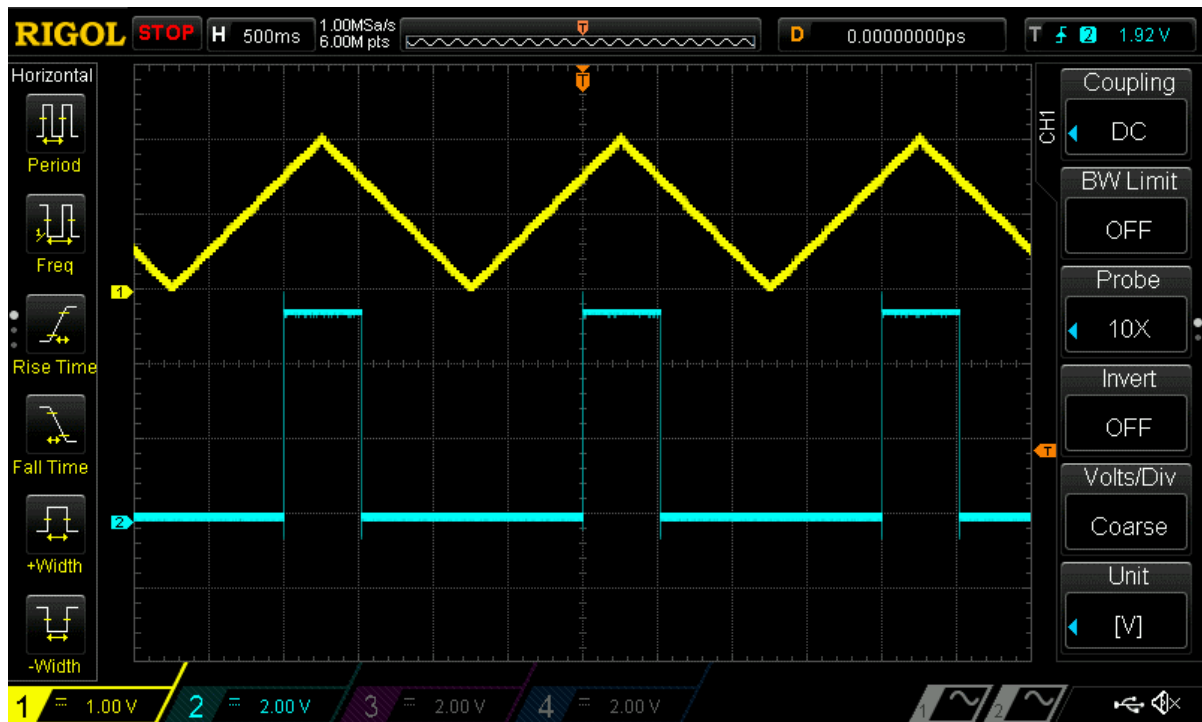 RIGOL STOP H 500ms 1.00MSa/s 6.00M pts T D 0.00000000ps T 2 1.92 V
Horizontal
Period
Freq
Rise Time
Fall Time
+Width
-Width
T
1
2
T
CH1
Coupling
DC
BW Limit
OFF
Probe
10X
Invert
OFF
Volts/Div
Coarse
Unit
[V]
1 1.00 V 2 2.00 V 3 2.00 V 4 2.00 V 1 2